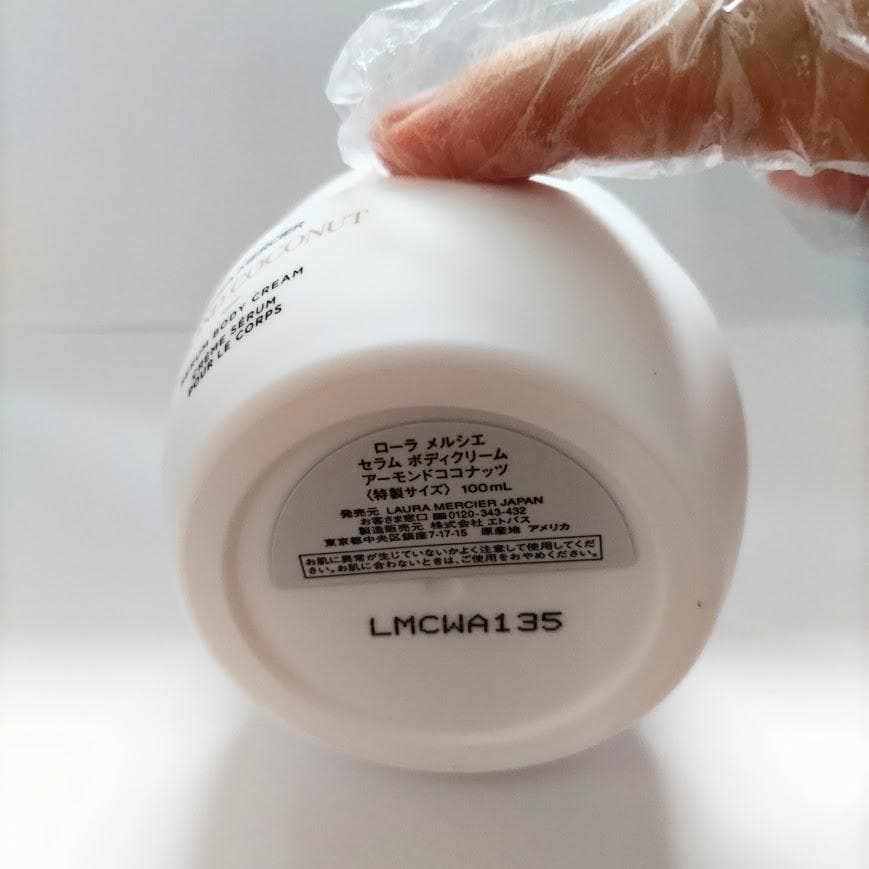 MERCIER
COCONUT
BODY CREAM
CRÈME SÉRUM
POUR LE CORPS
ローラ メルシエ
セラム ボディクリーム
アーモンドココナッツ
〈特製サイズ〉 100mL
発売元 LAURA MERCIER JAPAN
お客さま窓口 0120-343-432
製造販売元 株式会社 エトバス
東京都中央区銀座7-17-15 原産地 アメリカ
お肌に異常が生じていないかよく注意して使用してくだ
さい。お肌に合わないときは、ご使用をおやめください。
LMCWA135